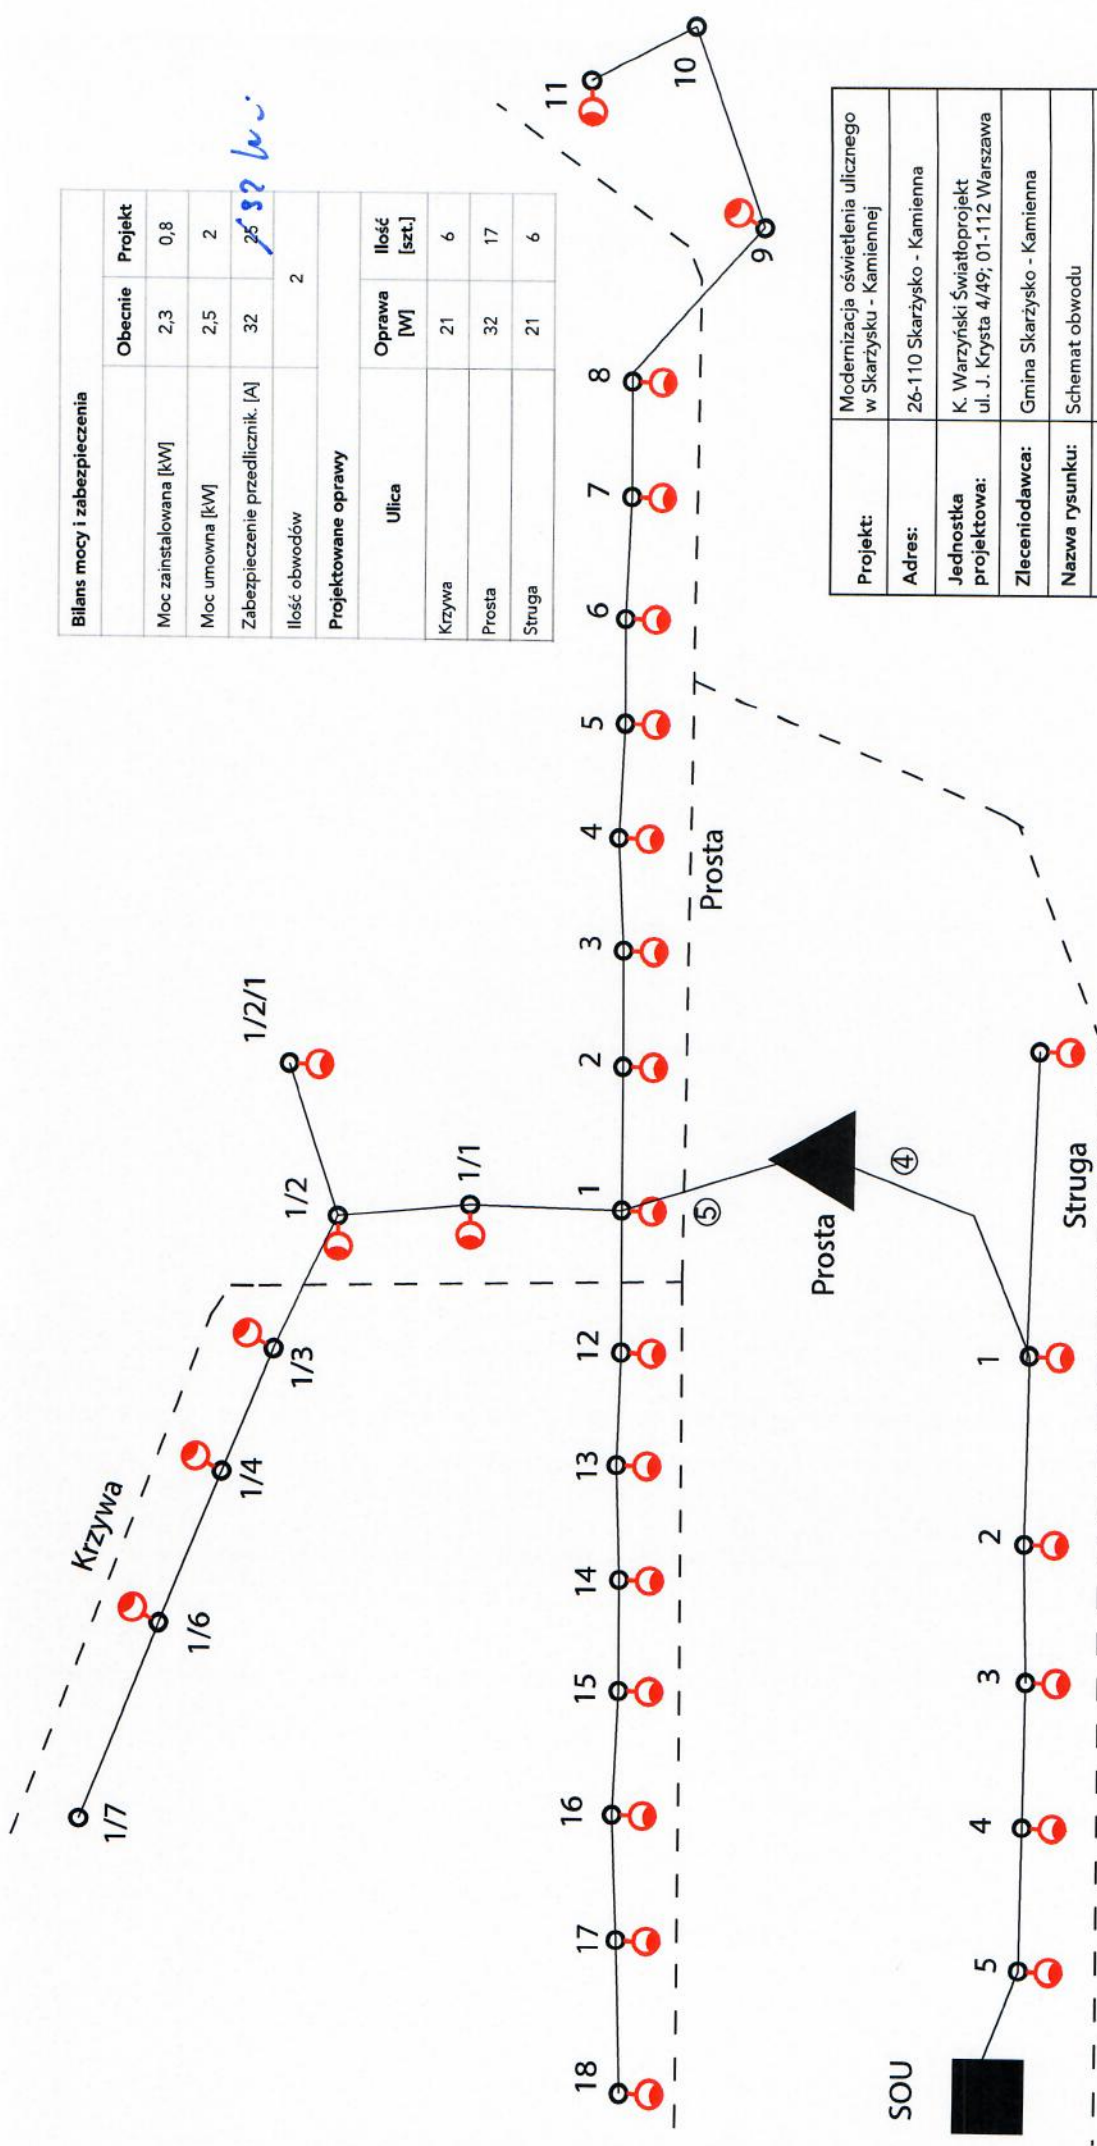 Bilans mocy i zabezpieczenia
Obecnie Projekt
Moc zainstalowana [kW] 2,3 0,8
Moc umowna [kW] 2,5 2
Zabezpieczenie przedlicznik. [A] 32 25 32
Ilość obwodów 2
Projektowane oprawy
Ulica Oprawa [W] Ilość [szt.]
Krzywa 21 6
Prosta 32 17
Struga 21 6
Krzywa
1/7
1/6
1/4
1/3
1/2
1/2/1
1/1
18
17
16
15
14
13
12
1
2
3
4
5
6
7
8
9
10
11
⑤
Prosta
Prosta
④
SOU
5
4
3
2
1
Struga
Projekt: Modernizacja oświetlenia ulicznego
w Skarżysku - Kamiennej
Adres: 26-110 Skarżysko - Kamienna
Jednostka projektowa: K. Warzyński Światłoprojekt
ul. J. Krysta 4/49; 01-112 Warszawa
Zleceniodawca: Gmina Skarżysko - Kamienna
Nazwa rysunku: Schemat obwodu